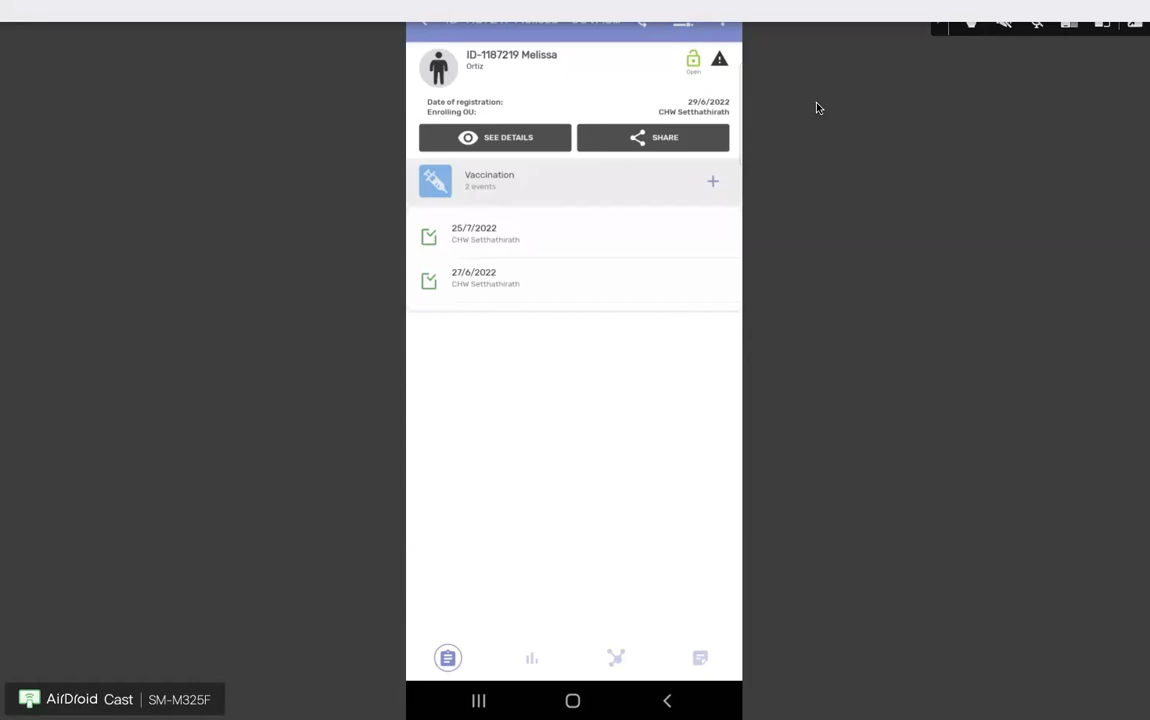 ID-1187219 Melissa
Ortiz
Open
Date of registration: 29/6/2022
Enrolling OU: CHW Setthathirath
SEE DETAILS
SHARE
Vaccination
2 events
25/7/2022
CHW Setthathirath
27/6/2022
CHW Setthathirath
AirDroid Cast | SM-M325F